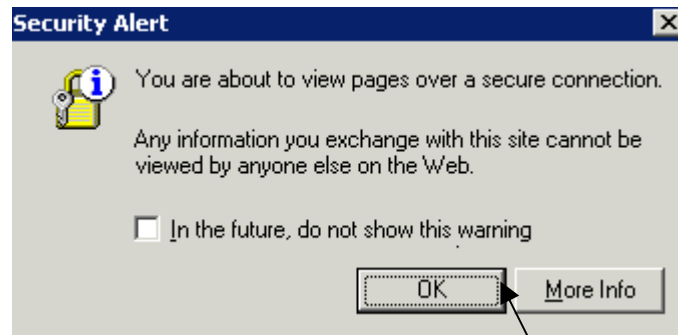 Security Alert
You are about to view pages over a secure connection.
Any information you exchange with this site cannot be
viewed by anyone else on the Web.
In the future, do not show this warning
OK
More Info